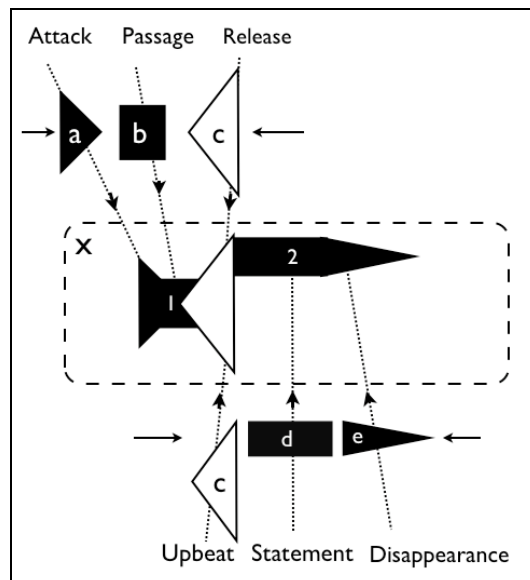 Attack Passage Release
a b c
x
2
1
c d e
Upbeat Statement Disappearance